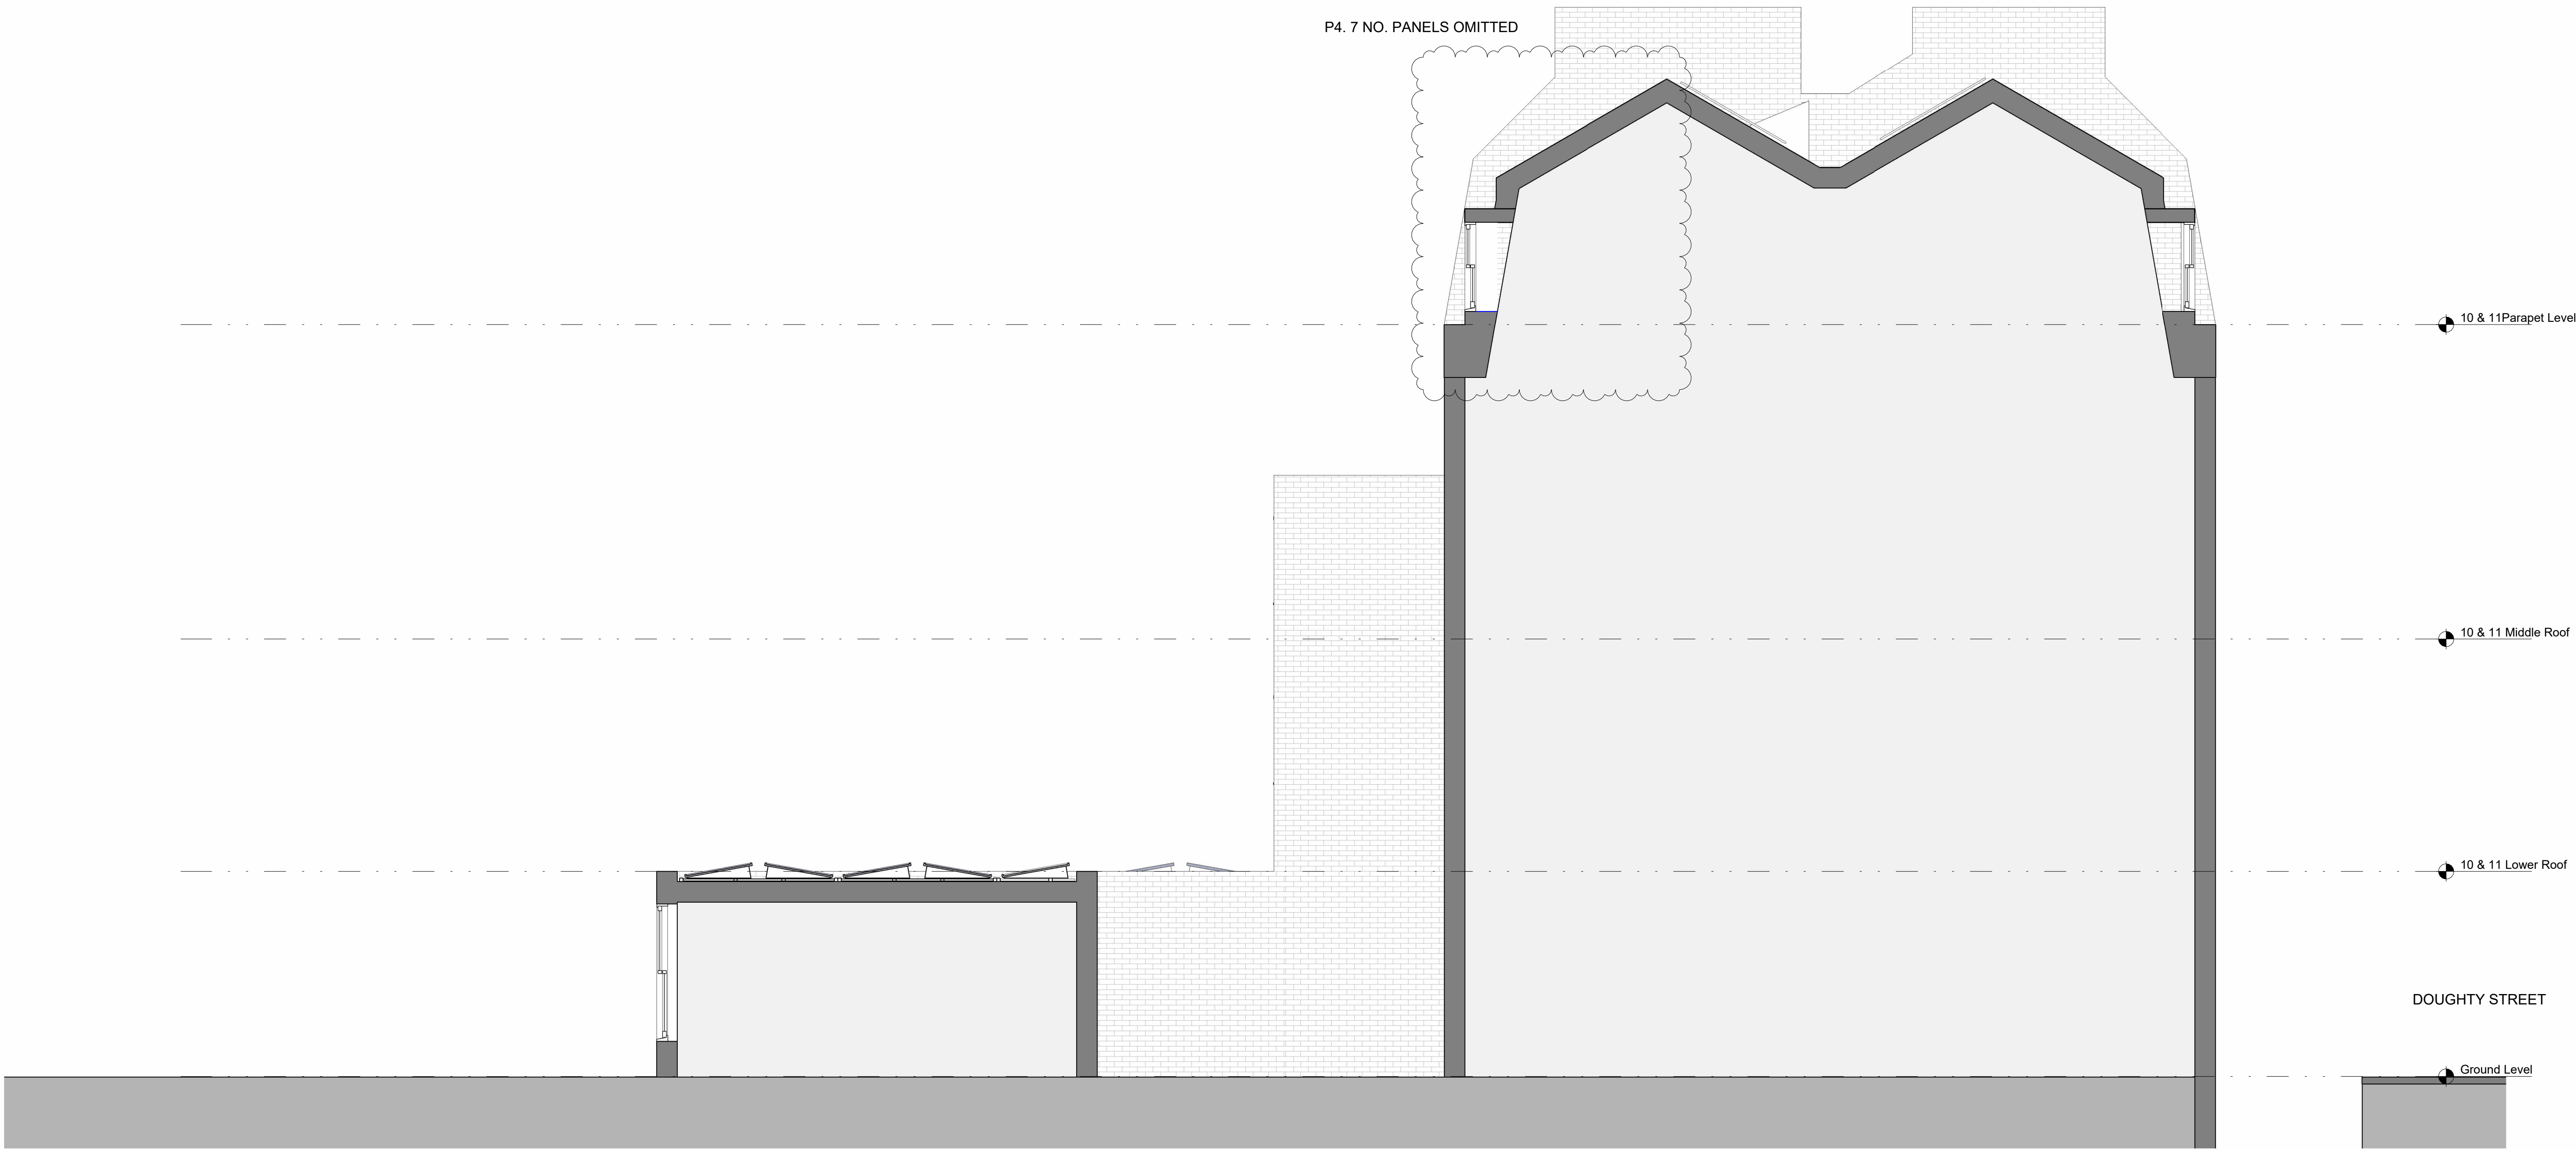 P4. 7 NO. PANELS OMITTED
10 & 11Parapet Level
10 & 11 Middle Roof
10 & 11 Lower Roof
DOUGHTY STREET
Ground Level